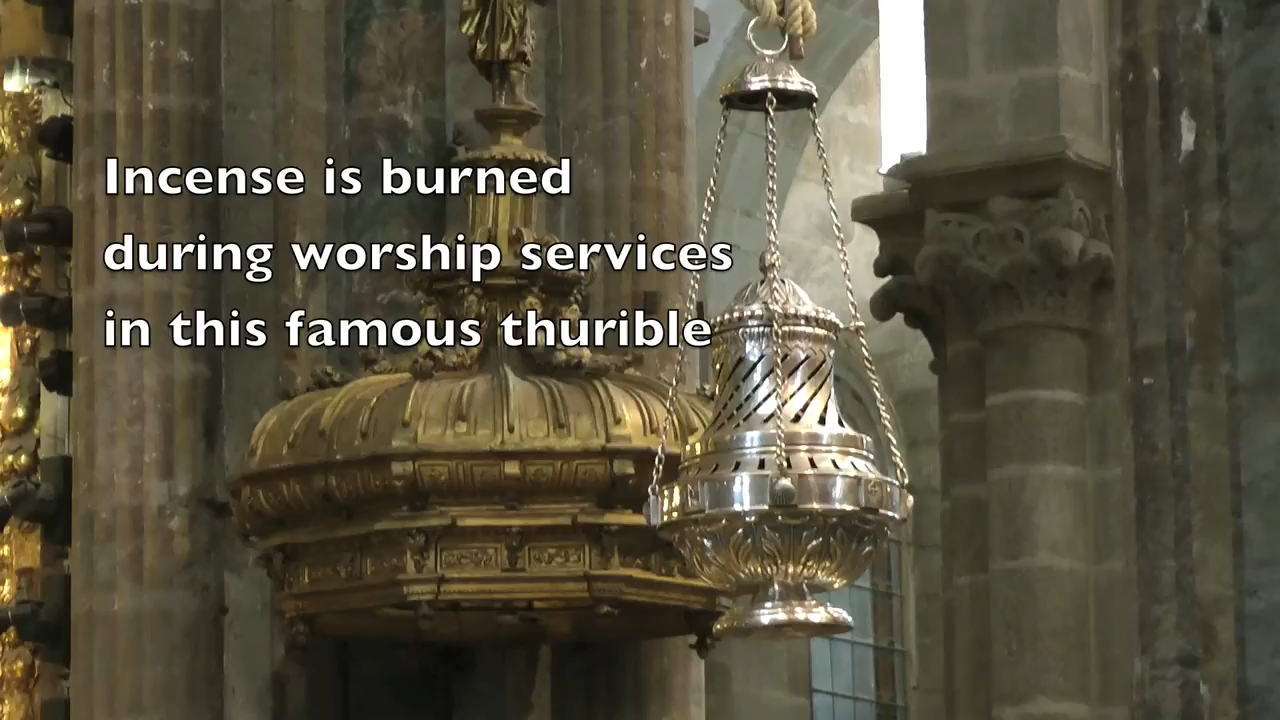 Incense is burned
during worship services
in this famous thurible